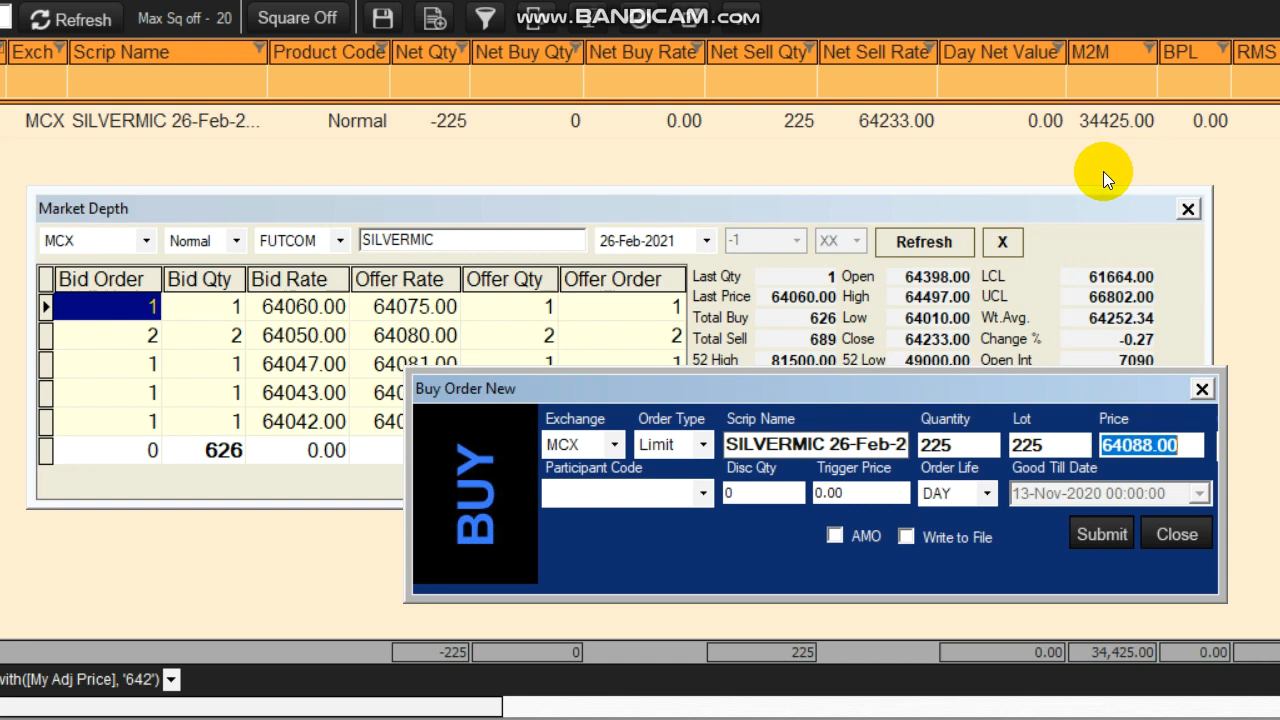 Refresh Max Sq off - 20 Square Off www.BANDICAM.com
Exch Scrip Name Product Code Net Qty Net Buy Qty Net Buy Rate Net Sell Qty Net Sell Rate Day Net Value M2M BPL RMS
MCX SILVERMIC 26-Feb-2... Normal -225 0 0.00 225 64233.00 0.00 34425.00 0.00
Market Depth
MCX Normal FUTCOM SILVERMIC 26-Feb-2021 -1 XX Refresh X
Bid Order Bid Qty Bid Rate Offer Rate Offer Qty Offer Order
1 1 64060.00 64075.00 1 1
2 2 64050.00 64080.00 2 2
1 1 64047.00 64081.00 1 1
1 1 64043.00 640
1 1 64042.00 640
0 626 0.00
Last Qty 1 Open 64398.00 LCL 61664.00
Last Price 64060.00 High 64497.00 UCL 66802.00
Total Buy 626 Low 64010.00 Wt.Avg. 64252.34
Total Sell 689 Close 64233.00 Change % -0.27
52 High 81500.00 52 Low 49000.00 Open Int 7090
Buy Order New
BUY
Exchange Order Type Scrip Name Quantity Lot Price
MCX Limit SILVERMIC 26-Feb-2 225 225 64088.00
Participant Code Disc Qty Trigger Price Order Life Good Till Date
0 0.00 DAY 13-Nov-2020 00:00:00
AMO Write to File Submit Close
-225 0 225 0.00 34,425.00 0.00
with([My Adj Price], '642')